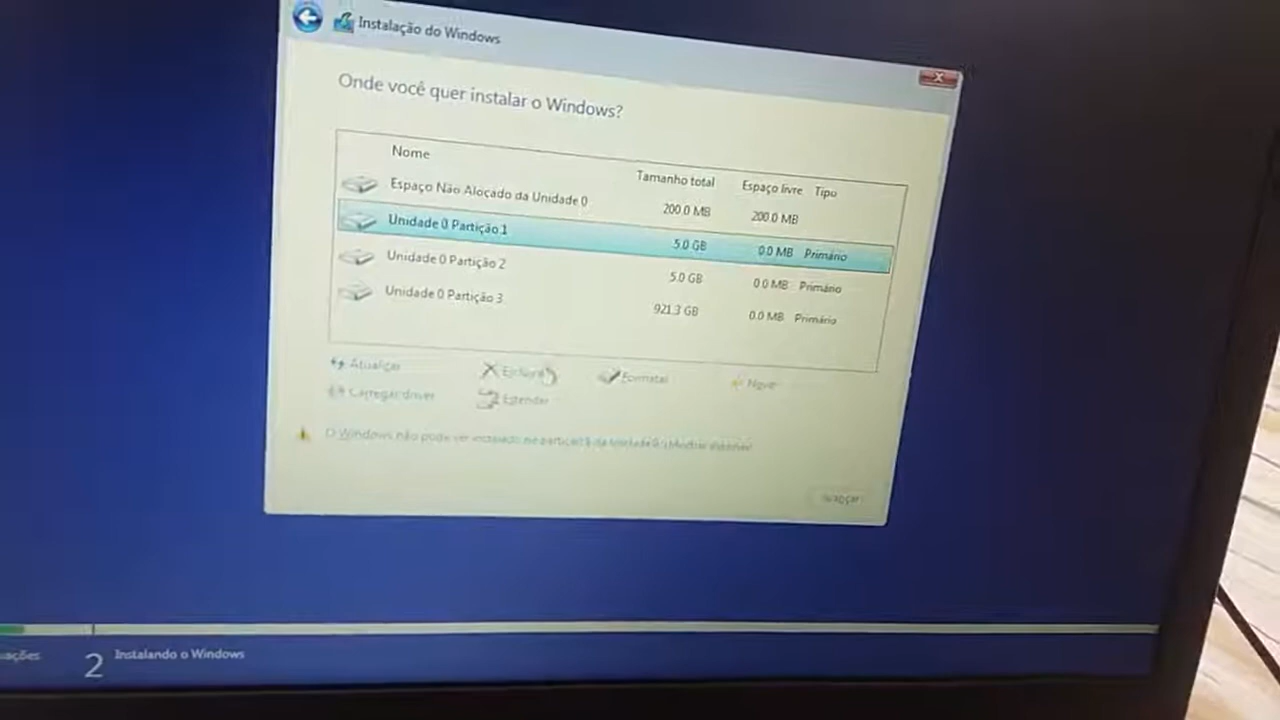 Instalação do Windows
Onde você quer instalar o Windows?
Nome Tamanho total Espaço livre Tipo
Espaço Não Alocado da Unidade 0 200.0 MB 200.0 MB
Unidade 0 Partição 1 5.0 GB 0.0 MB Primário
Unidade 0 Partição 2 5.0 GB 0.0 MB Primário
Unidade 0 Partição 3 921.3 GB 0.0 MB Primário
Atualizar Excluir Formatar Novo
Carregar driver Estender
O Windows não pode ser instalado na partição 1 da unidade 0.
Avançar
2 Instalando o Windows